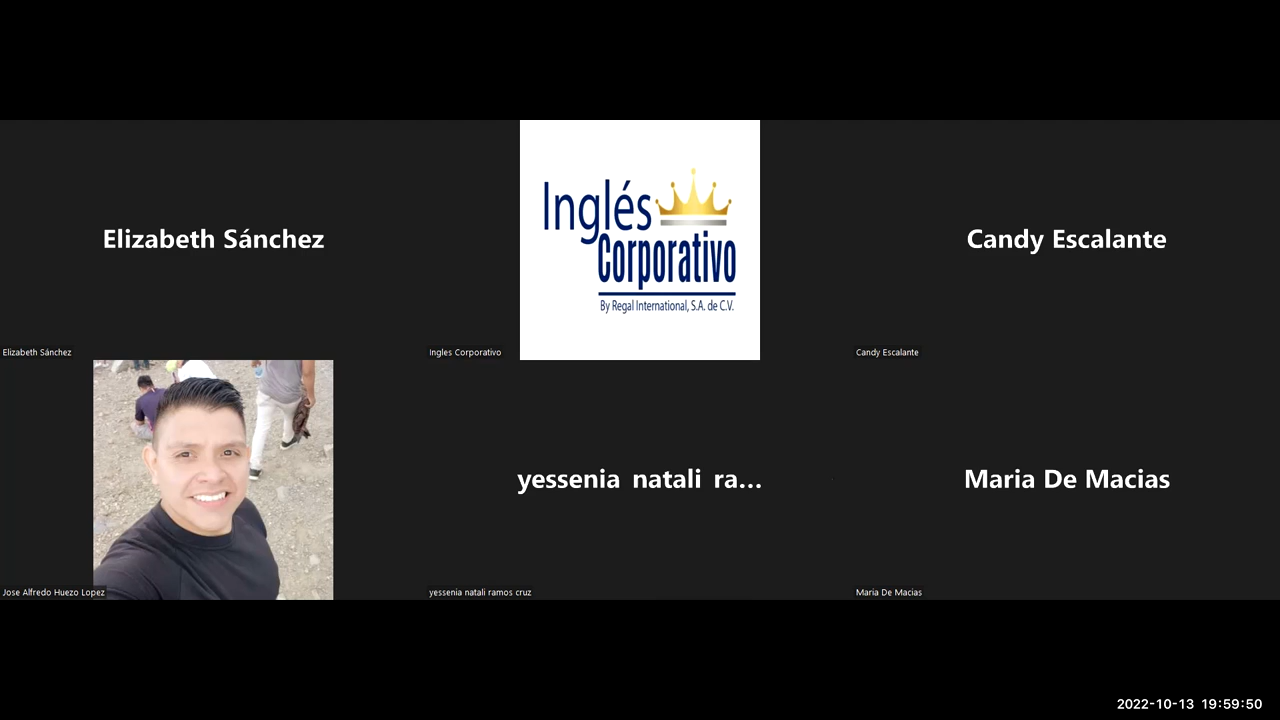 Elizabeth Sánchez
Inglés
Corporativo
By Regal International, S.A. de C.V.
Candy Escalante
Elizabeth Sánchez
Ingles Corporativo
Candy Escalante
yessenia natali ra...
Maria De Macias
Jose Alfredo Huezo Lopez
yessenia natali ramos cruz
Maria De Macias
2022-10-13 19:59:50